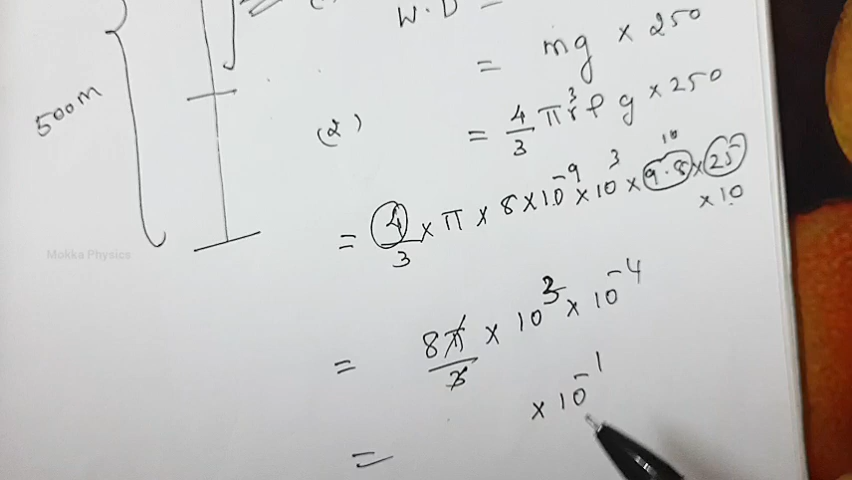 W.D =
= mg × 250
500m
(2)
= 4/3 π r³ ρ g × 250
10
= 4/3 × π × 8 × 10⁻⁹ × 10³ × 9.8 × 25
× 10
Mokka Physics
= 8π/3 × 10³ × 10⁻⁴
× 10⁻¹
=